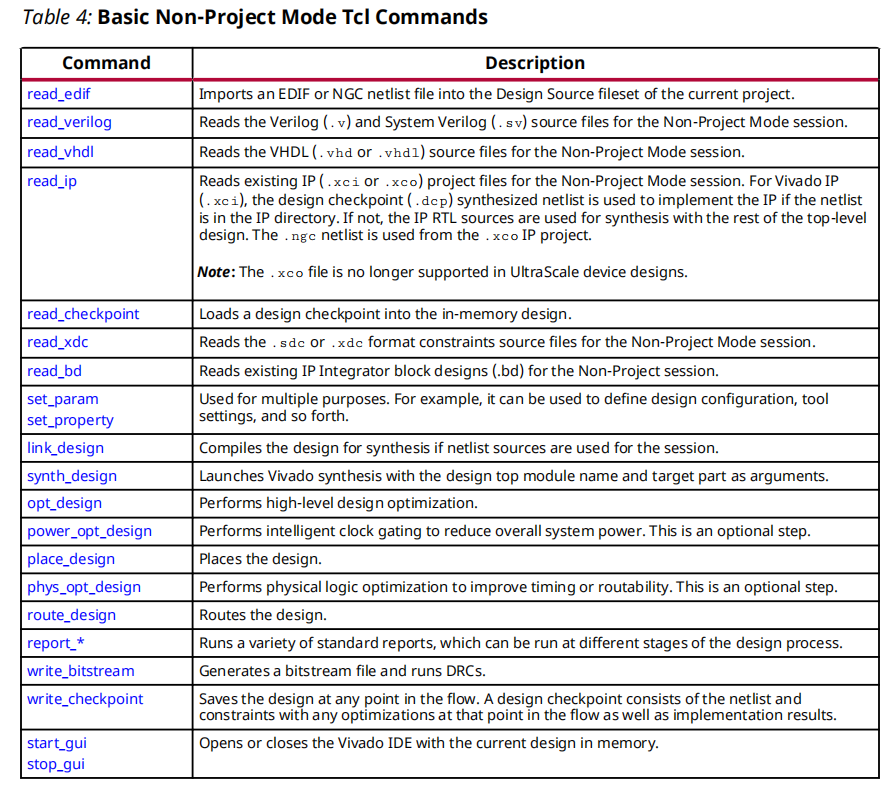 Table 4: Basic Non-Project Mode Tcl Commands
Command Description
read_edif Imports an EDIF or NGC netlist file into the Design Source fileset of the current project.
read_verilog Reads the Verilog (.v) and System Verilog (.sv) source files for the Non-Project Mode session.
read_vhdl Reads the VHDL (.vhd or .vhdl) source files for the Non-Project Mode session.
read_ip Reads existing IP (.xci or .xco) project files for the Non-Project Mode session. For Vivado IP
(.xci), the design checkpoint (.dcp) synthesized netlist is used to implement the IP if the netlist
is in the IP directory. If not, the IP RTL sources are used for synthesis with the rest of the top-level
design. The .ngc netlist is used from the .xco IP project.
Note: The .xco file is no longer supported in UltraScale device designs.
read_checkpoint Loads a design checkpoint into the in-memory design.
read_xdc Reads the .sdc or .xdc format constraints source files for the Non-Project Mode session.
read_bd Reads existing IP Integrator block designs (.bd) for the Non-Project session.
set_param Used for multiple purposes. For example, it can be used to define design configuration, tool
set_property settings, and so forth.
link_design Compiles the design for synthesis if netlist sources are used for the session.
synth_design Launches Vivado synthesis with the design top module name and target part as arguments.
opt_design Performs high-level design optimization.
power_opt_design Performs intelligent clock gating to reduce overall system power. This is an optional step.
place_design Places the design.
phys_opt_design Performs physical logic optimization to improve timing or routability. This is an optional step.
route_design Routes the design.
report_* Runs a variety of standard reports, which can be run at different stages of the design process.
write_bitstream Generates a bitstream file and runs DRCs.
write_checkpoint Saves the design at any point in the flow. A design checkpoint consists of the netlist and
constraints with any optimizations at that point in the flow as well as implementation results.
start_gui Opens or closes the Vivado IDE with the current design in memory.
stop_gui